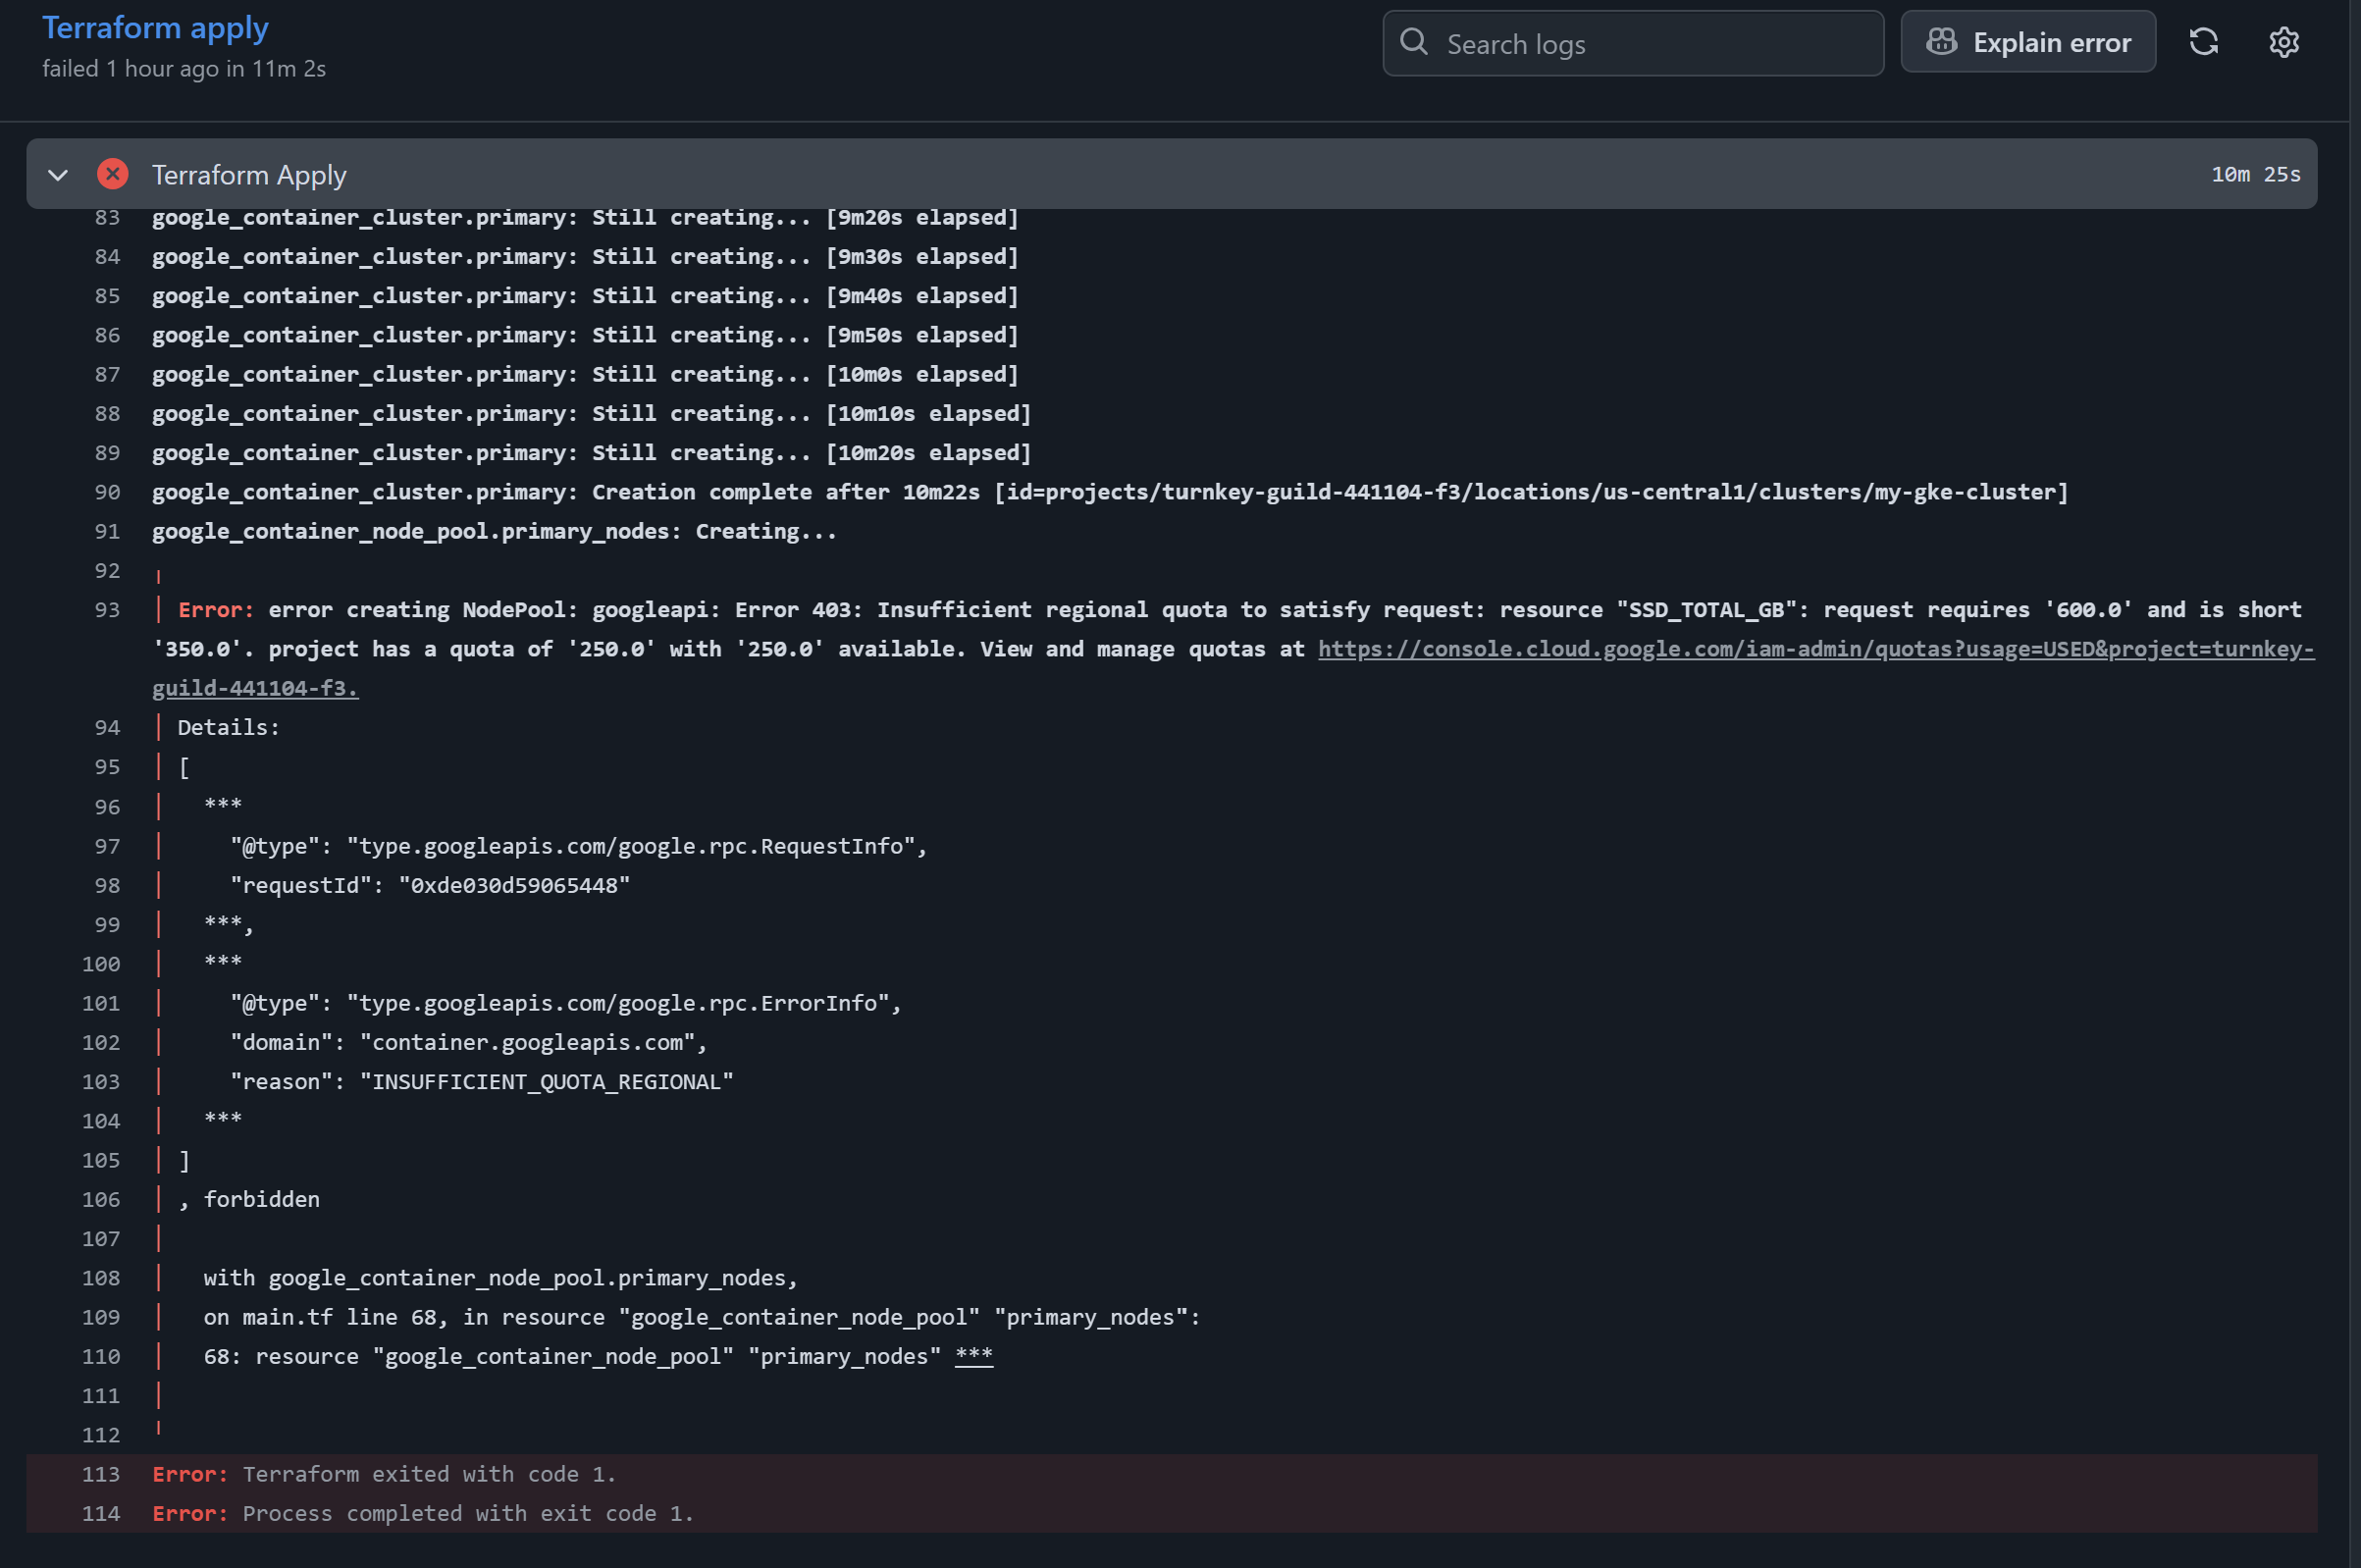 Terraform apply
failed 1 hour ago in 11m 2s
Search logs
Explain error
Terraform Apply
10m 25s
83 google_container_cluster.primary: Still creating... [9m20s elapsed]
84 google_container_cluster.primary: Still creating... [9m30s elapsed]
85 google_container_cluster.primary: Still creating... [9m40s elapsed]
86 google_container_cluster.primary: Still creating... [9m50s elapsed]
87 google_container_cluster.primary: Still creating... [10m0s elapsed]
88 google_container_cluster.primary: Still creating... [10m10s elapsed]
89 google_container_cluster.primary: Still creating... [10m20s elapsed]
90 google_container_cluster.primary: Creation complete after 10m22s [id=projects/turnkey-guild-441104-f3/locations/us-central1/clusters/my-gke-cluster]
91 google_container_node_pool.primary_nodes: Creating...
92 ╷
93 │ Error: error creating NodePool: googleapi: Error 403: Insufficient regional quota to satisfy request: resource "SSD_TOTAL_GB": request requires '600.0' and is short
'350.0'. project has a quota of '250.0' with '250.0' available. View and manage quotas at https://console.cloud.google.com/iam-admin/quotas?usage=USED&project=turnkey-
guild-441104-f3.
94 │ Details:
95 │ [
96 │   ***
97 │     "@type": "type.googleapis.com/google.rpc.RequestInfo",
98 │     "requestId": "0xde030d59065448"
99 │   ***,
100 │   ***
101 │     "@type": "type.googleapis.com/google.rpc.ErrorInfo",
102 │     "domain": "container.googleapis.com",
103 │     "reason": "INSUFFICIENT_QUOTA_REGIONAL"
104 │   ***
105 │ ]
106 │ , forbidden
107 │
108 │   with google_container_node_pool.primary_nodes,
109 │   on main.tf line 68, in resource "google_container_node_pool" "primary_nodes":
110 │   68: resource "google_container_node_pool" "primary_nodes" ***
111 │
112 ╵
113 Error: Terraform exited with code 1.
114 Error: Process completed with exit code 1.